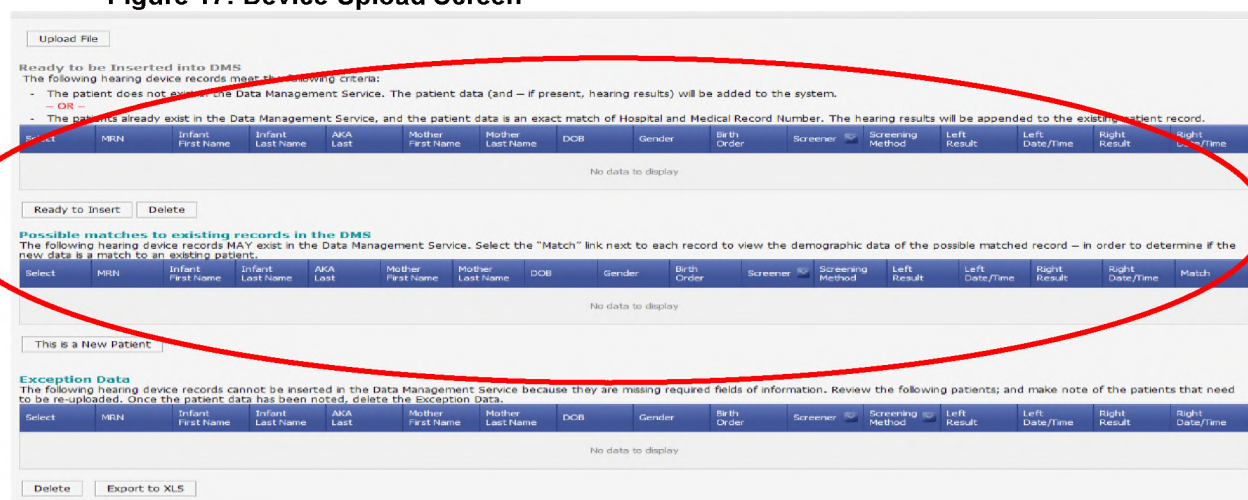 Figure 17: Device Upload Screen
Upload File
Ready to be Inserted into DMS
The following hearing device records meet the following criteria:
- The patient does not exist in the Data Management Service. The patient data (and – if present, hearing results) will be added to the system.
– OR –
- The patients already exist in the Data Management Service, and the patient data is an exact match of Hospital and Medical Record Number. The hearing results will be appended to the existing patient record.
Select MRN Infant First Name Infant Last Name AKA Last Mother First Name Mother Last Name DOB Gender Birth Order Screener Screening Method Left Result Left Date/Time Right Result Right Date/Time
No data to display
Ready to Insert Delete
Possible matches to existing records in the DMS
The following hearing device records MAY exist in the Data Management Service. Select the "Match" link next to each record to view the demographic data of the possible matched record – in order to determine if the
new data is a match to an existing patient.
Select MRN Infant First Name Infant Last Name AKA Last Mother First Name Mother Last Name DOB Gender Birth Order Screener Screening Method Left Result Left Date/Time Right Result Right Date/Time Match
No data to display
This is a New Patient
Exception Data
The following hearing device records cannot be inserted in the Data Management Service because they are missing required fields of information. Review the following patients; and make note of the patients that need
to be re-uploaded. Once the patient data has been noted, delete the Exception Data.
Select MRN Infant First Name Infant Last Name AKA Last Mother First Name Mother Last Name DOB Gender Birth Order Screener Screening Method Left Result Left Date/Time Right Result Right Date/Time
No data to display
Delete Export to XLS